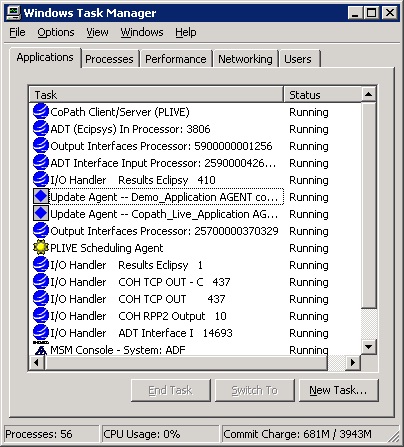 Windows Task Manager
File Options View Windows Help
Applications Processes Performance Networking Users
Task Status
CoPath Client/Server (PLIVE) Running
ADT (Ecipsys) In Processor: 3806 Running
Output Interfaces Processor: 5900000001256 Running
ADT Interface Input Processor: 2590000426... Running
I/O Handler Results Eclipsy 410 Running
Update Agent -- Demo_Application AGENT co... Running
Update Agent -- Copath_Live_Application AG... Running
Output Interfaces Processor: 25700000370329 Running
PLIVE Scheduling Agent Running
I/O Handler Results Eclipsy 1 Running
I/O Handler COH TCP OUT - C 437 Running
I/O Handler COH TCP OUT 437 Running
I/O Handler COH RPP2 Output 10 Running
I/O Handler ADT Interface I 14693 Running
MSM Console - System: ADF Running
End Task Switch To New Task...
Processes: 56 CPU Usage: 0% Commit Charge: 681M / 3943M